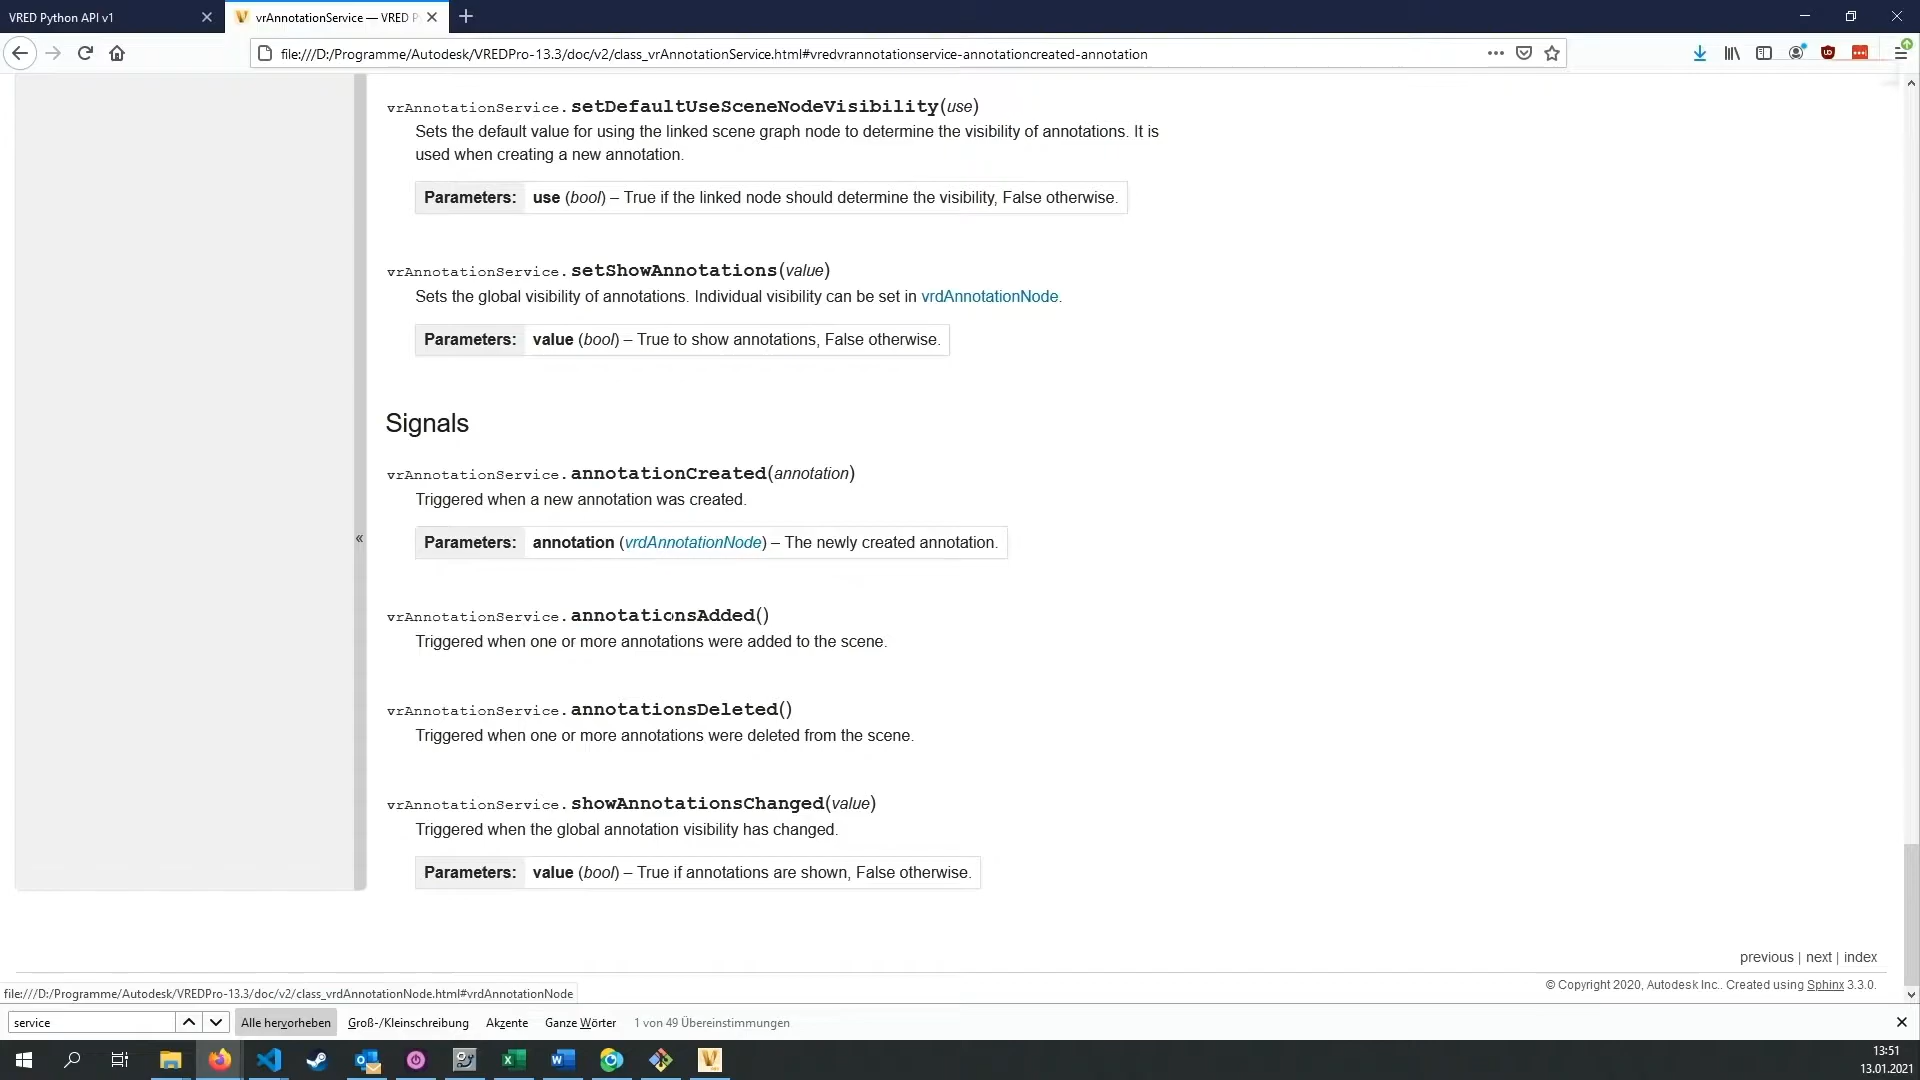 VRED Python API v1
vrAnnotationService — VRED P
file:///D:/Programme/Autodesk/VREDPro-13.3/doc/v2/class_vrAnnotationService.html#vredvrannotationservice-annotationcreated-annotation
vrAnnotationService.setDefaultUseSceneNodeVisibility(use)
Sets the default value for using the linked scene graph node to determine the visibility of annotations. It is
used when creating a new annotation.
Parameters: use (bool) – True if the linked node should determine the visibility, False otherwise.
vrAnnotationService.setShowAnnotations(value)
Sets the global visibility of annotations. Individual visibility can be set in vrdAnnotationNode.
Parameters: value (bool) – True to show annotations, False otherwise.
Signals
vrAnnotationService.annotationCreated(annotation)
Triggered when a new annotation was created.
Parameters: annotation (vrdAnnotationNode) – The newly created annotation.
«
vrAnnotationService.annotationsAdded()
Triggered when one or more annotations were added to the scene.
vrAnnotationService.annotationsDeleted()
Triggered when one or more annotations were deleted from the scene.
vrAnnotationService.showAnnotationsChanged(value)
Triggered when the global annotation visibility has changed.
Parameters: value (bool) – True if annotations are shown, False otherwise.
previous | next | index
© Copyright 2020, Autodesk Inc.. Created using Sphinx 3.3.0.
file:///D:/Programme/Autodesk/VREDPro-13.3/doc/v2/class_vrdAnnotationNode.html#vrdAnnotationNode
service Alle hervorheben Groß-/Kleinschreibung Akzente Ganze Wörter 1 von 49 Übereinstimmungen
13:51
13.01.2021